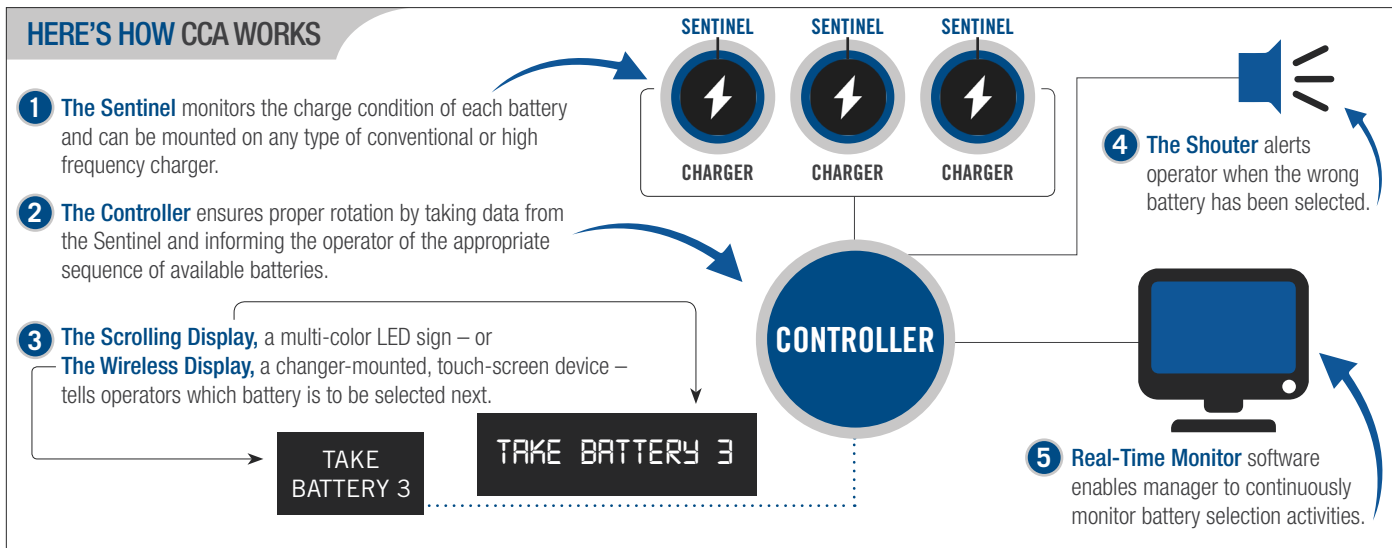 HERE'S HOW CCA WORKS
1 The Sentinel monitors the charge condition of each battery
and can be mounted on any type of conventional or high
frequency charger.
2 The Controller ensures proper rotation by taking data from
the Sentinel and informing the operator of the appropriate
sequence of available batteries.
3 The Scrolling Display, a multi-color LED sign – or
The Wireless Display, a changer-mounted, touch-screen device –
tells operators which battery is to be selected next.
TAKE
BATTERY 3
TAKE BATTERY 3
SENTINEL SENTINEL SENTINEL
CHARGER CHARGER CHARGER
CONTROLLER
4 The Shouter alerts
operator when the wrong
battery has been selected.
5 Real-Time Monitor software
enables manager to continuously
monitor battery selection activities.